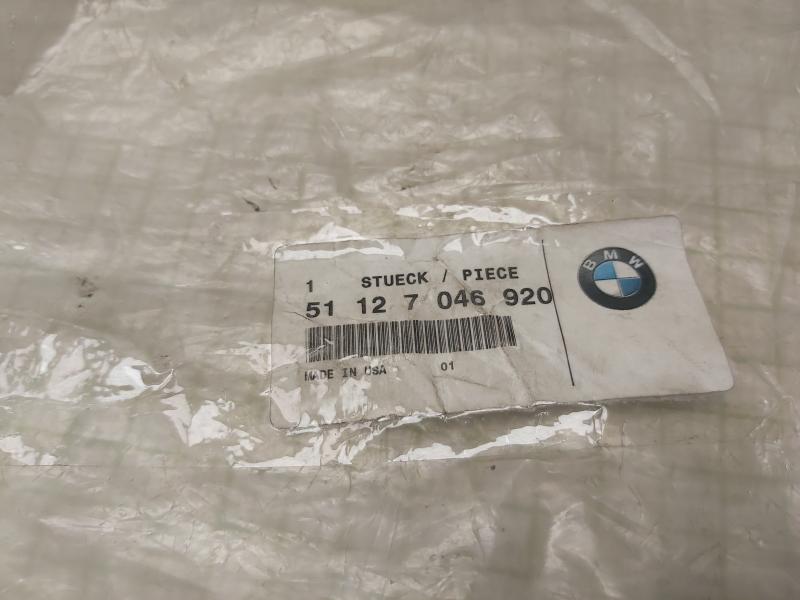 1 STUECK / PIECE
51 12 7 046 920
MADE IN USA 01
BMW